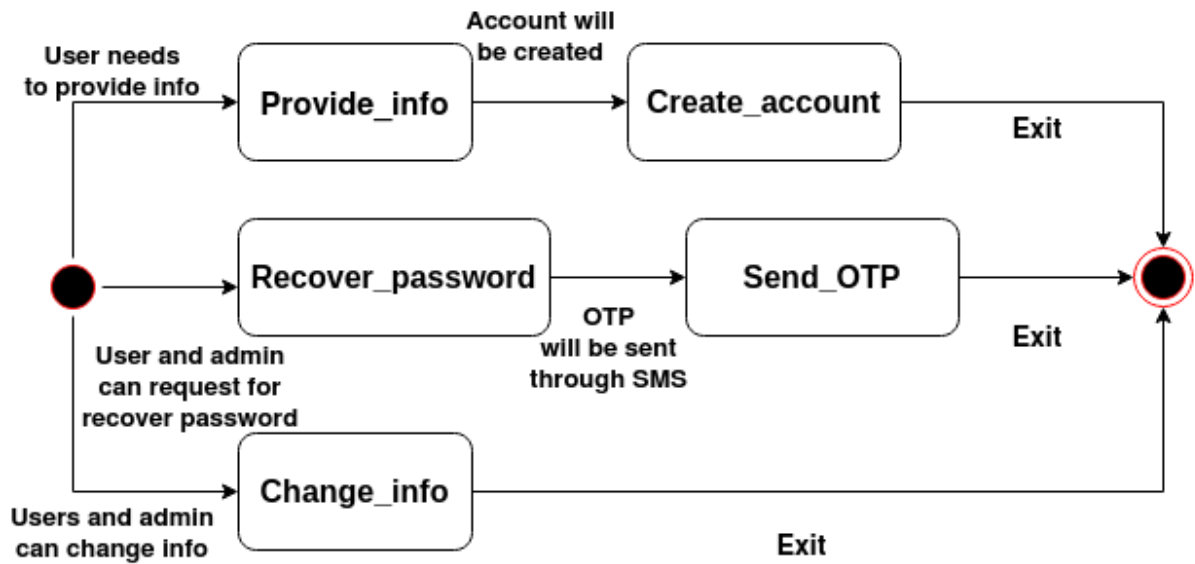 Account will
be created
User needs
to provide info
Provide_info
Create_account
Exit
Recover_password
Send_OTP
OTP
will be sent
through SMS
Exit
User and admin
can request for
recover password
Change_info
Users and admin
can change info
Exit